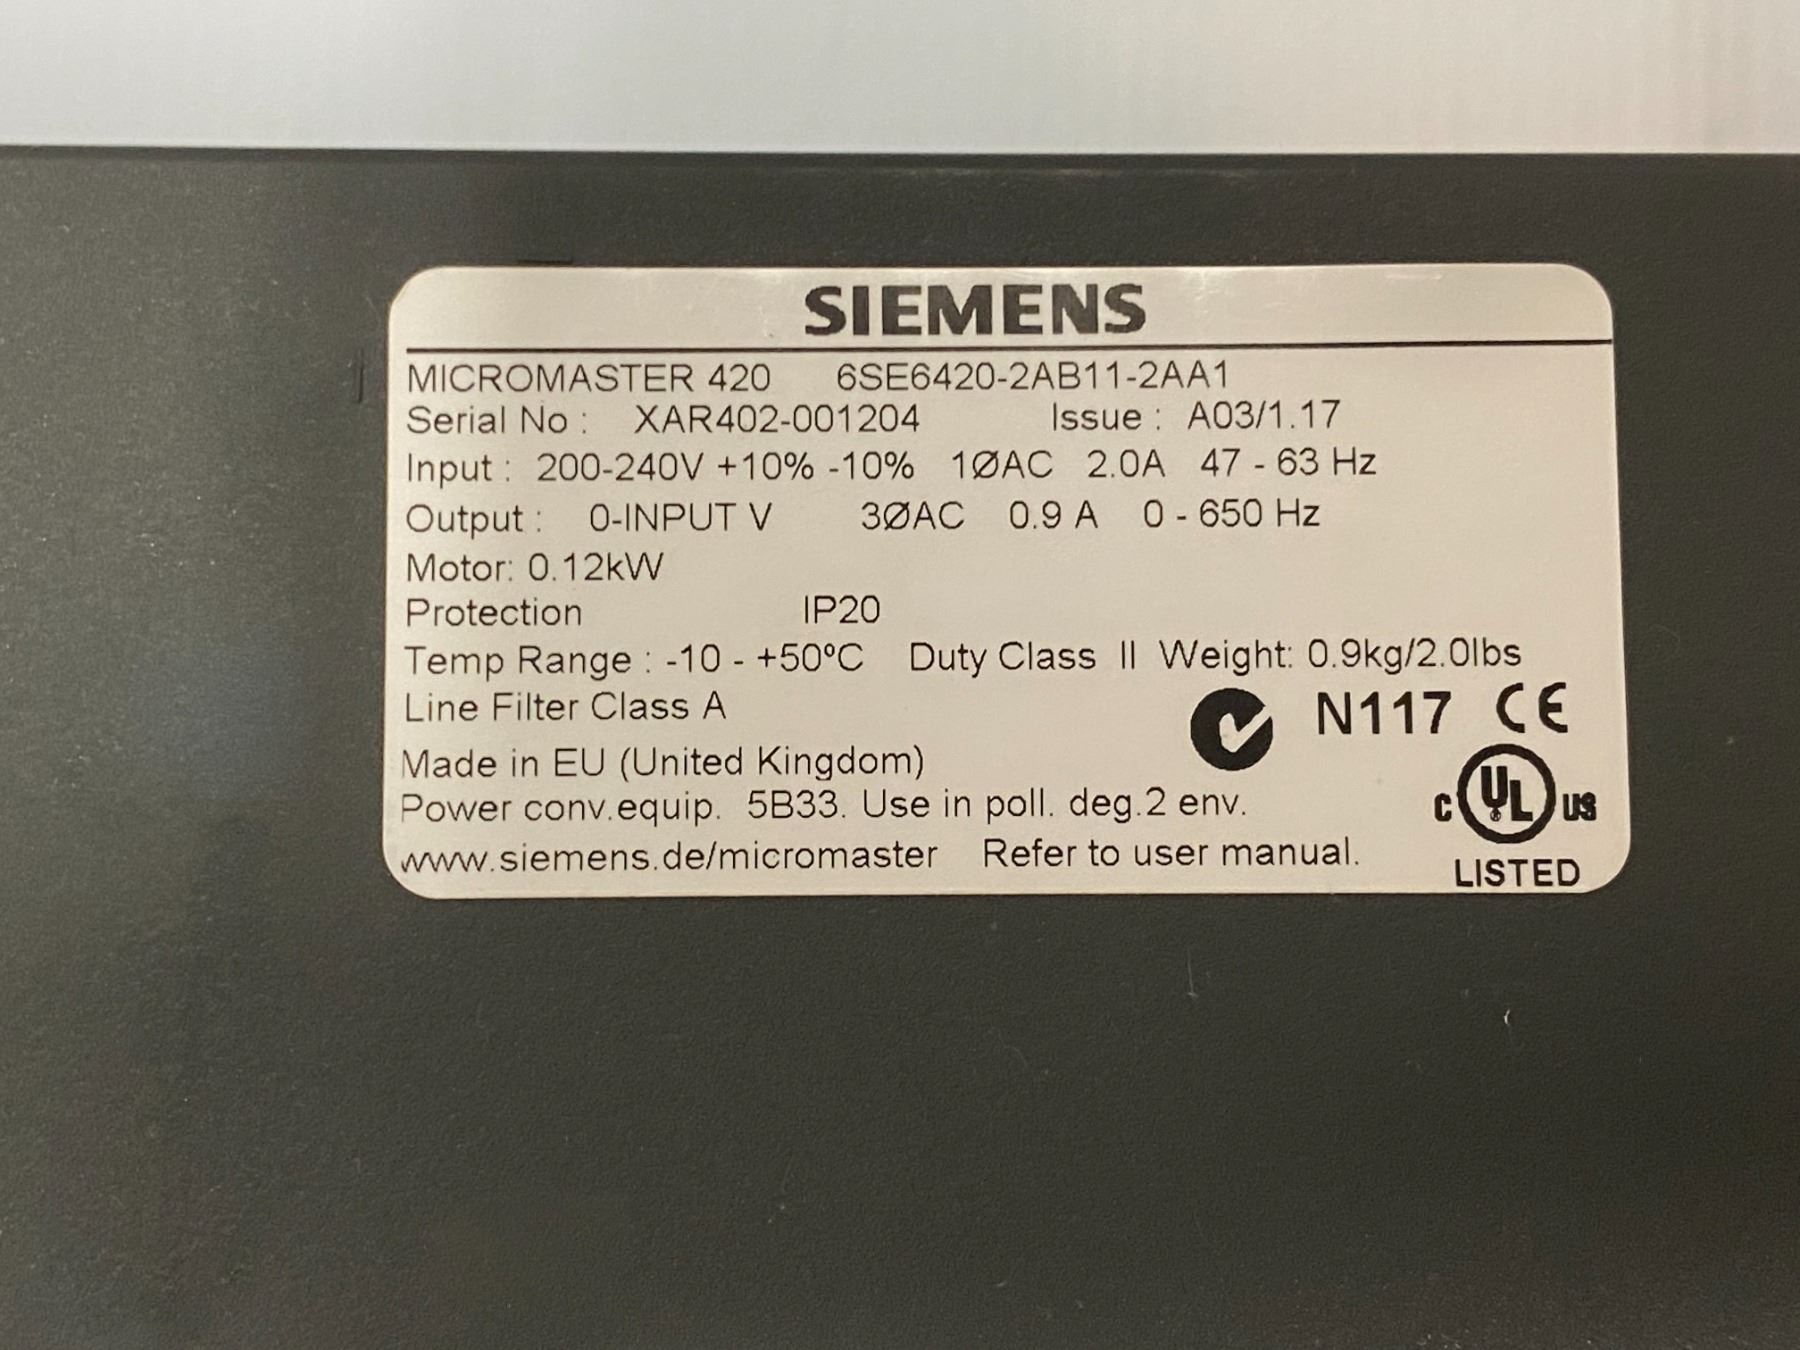 SIEMENS
MICROMASTER 420 6SE6420-2AB11-2AA1
Serial No : XAR402-001204 Issue : A03/1.17
Input : 200-240V +10% -10% 1ØAC 2.0A 47 - 63 Hz
Output : 0-INPUT V 3ØAC 0.9 A 0 - 650 Hz
Motor: 0.12kW
Protection IP20
Temp Range : -10 - +50ºC Duty Class II Weight: 0.9kg/2.0lbs
Line Filter Class A
N117 CE
Made in EU (United Kingdom)
Power conv.equip. 5B33. Use in poll. deg.2 env.
C UL ® US
www.siemens.de/micromaster Refer to user manual.
LISTED